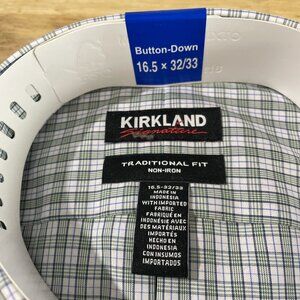 Button-Down
16.5 x 32/33
KIRKLAND
Signature
TRADITIONAL FIT
NON-IRON
16.5-32/33
MADE IN
INDONESIA
WITH IMPORTED
FABRIC
FABRIQUÉ EN
INDONÉSIE AVEC
DES MATÉRIAUX
IMPORTÉS
HECHO EN
INDONESIA
CON INSUMOS
IMPORTADOS